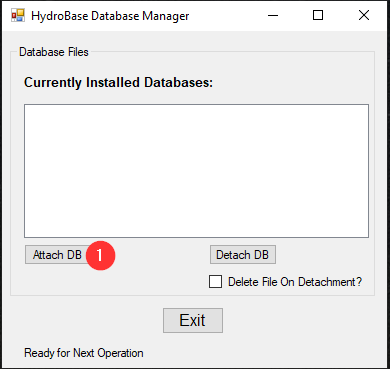 HydroBase Database Manager
Database Files
Currently Installed Databases:
Attach DB
1
Detach DB
Delete File On Detachment?
Exit
Ready for Next Operation